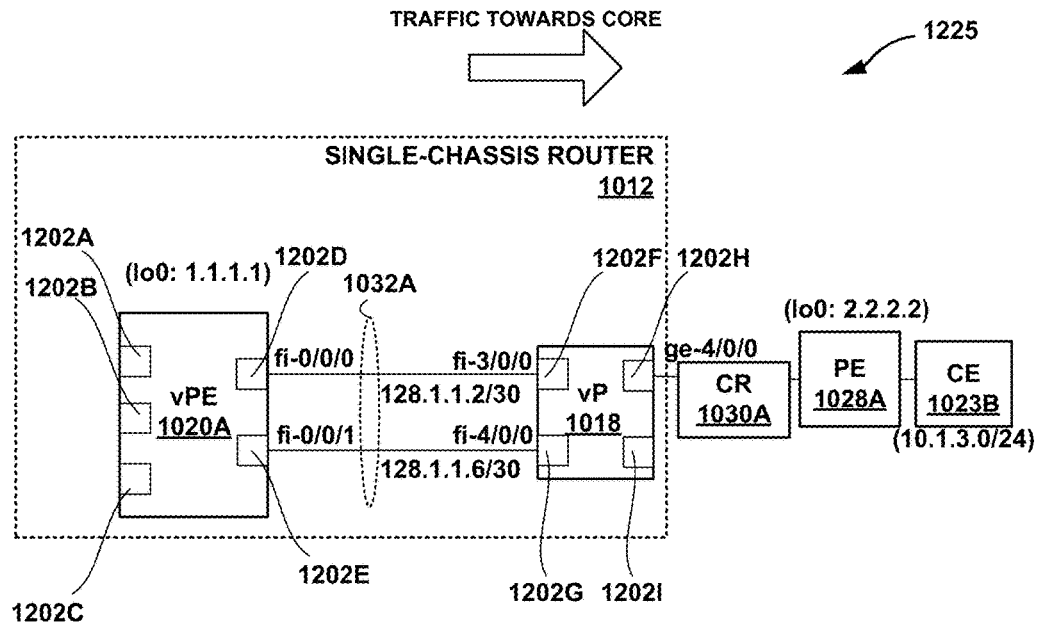 TRAFFIC TOWARDS CORE
1225
SINGLE-CHASSIS ROUTER
1012
1202A
1202B
(lo0: 1.1.1.1)
1202D
1032A
1202F
1202H
(lo0: 2.2.2.2)
fi-0/0/0
fi-3/0/0
128.1.1.2/30
ge-4/0/0
vPE
1020A
vP
1018
CR
1030A
PE
1028A
CE
1023B
(10.1.3.0/24)
fi-0/0/1
fi-4/0/0
128.1.1.6/30
1202C
1202E
1202G
1202I